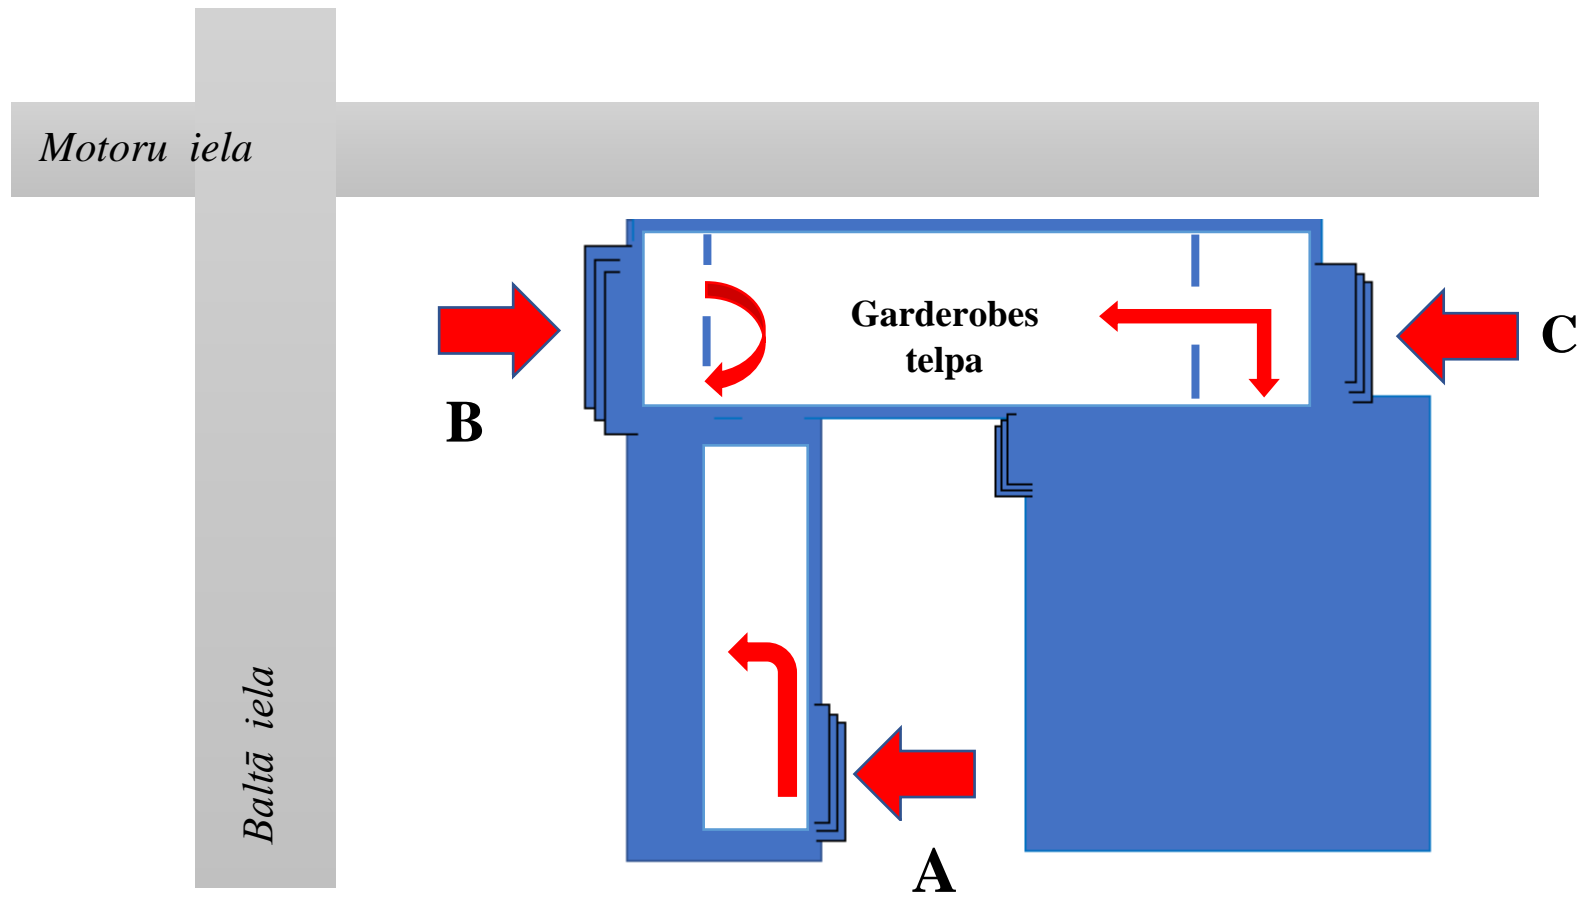 Motoru iela
Garderobes
telpa
C
B
Baltā iela
A